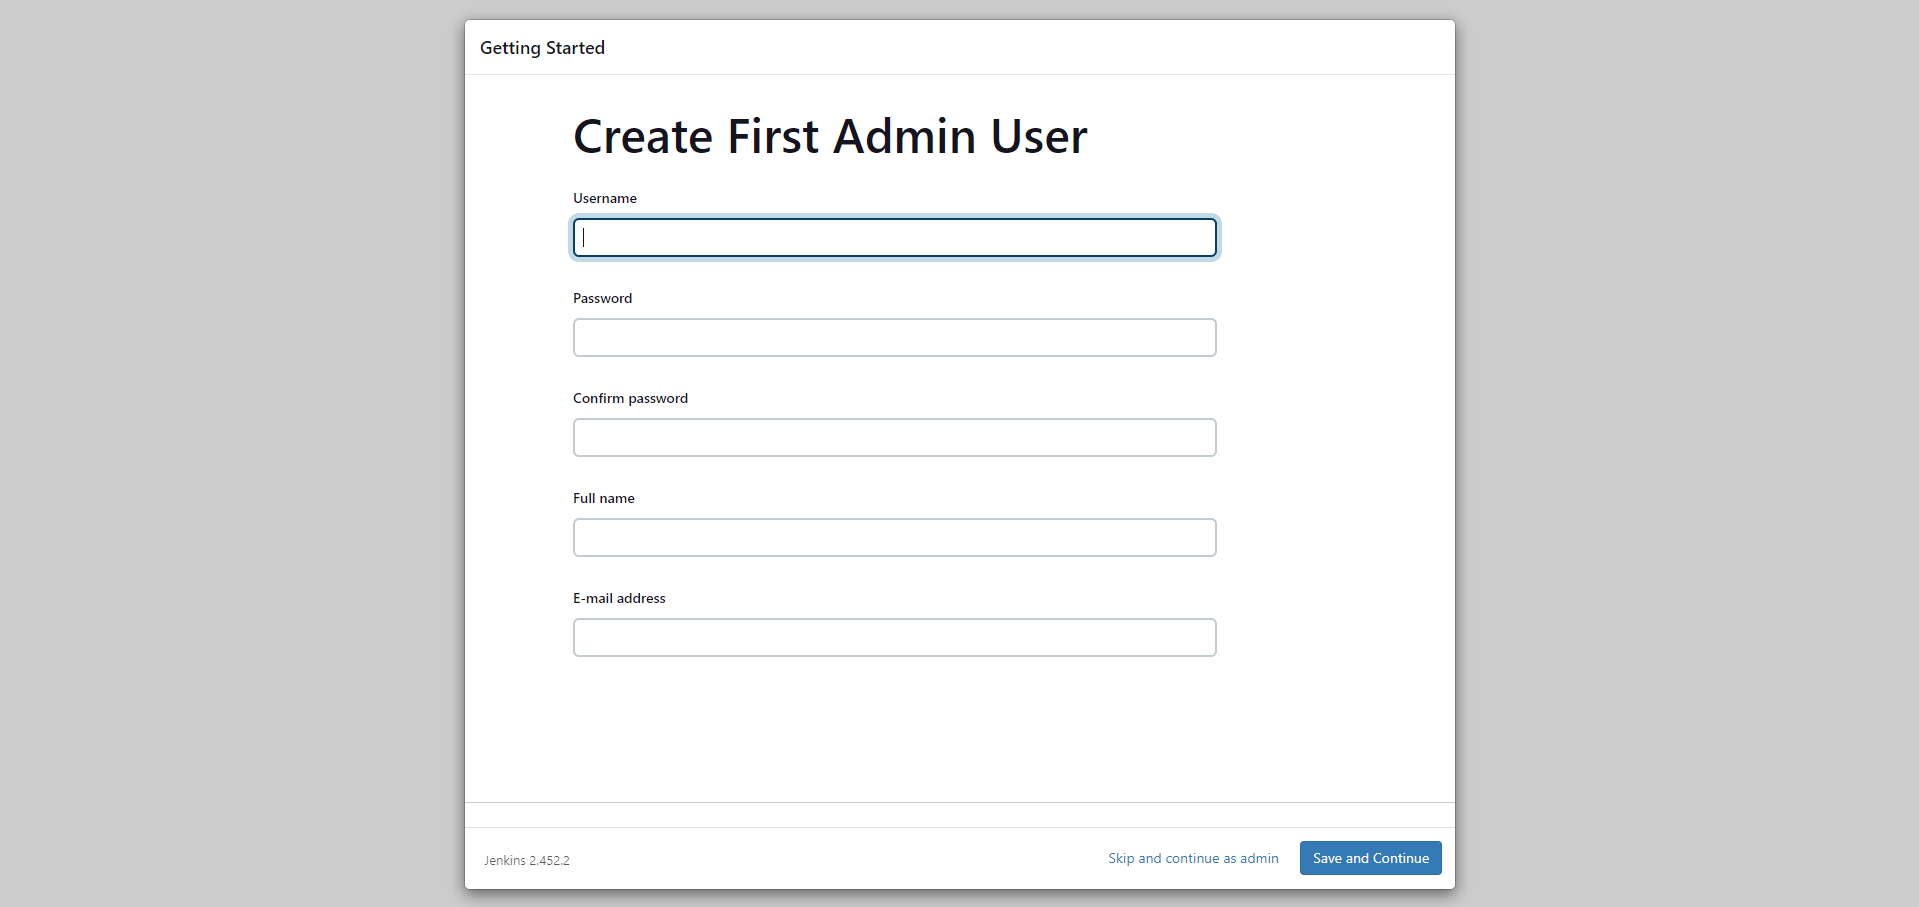 Getting Started
Create First Admin User
Username
Password
Confirm password
Full name
E-mail address
Jenkins 2.452.2
Skip and continue as admin
Save and Continue